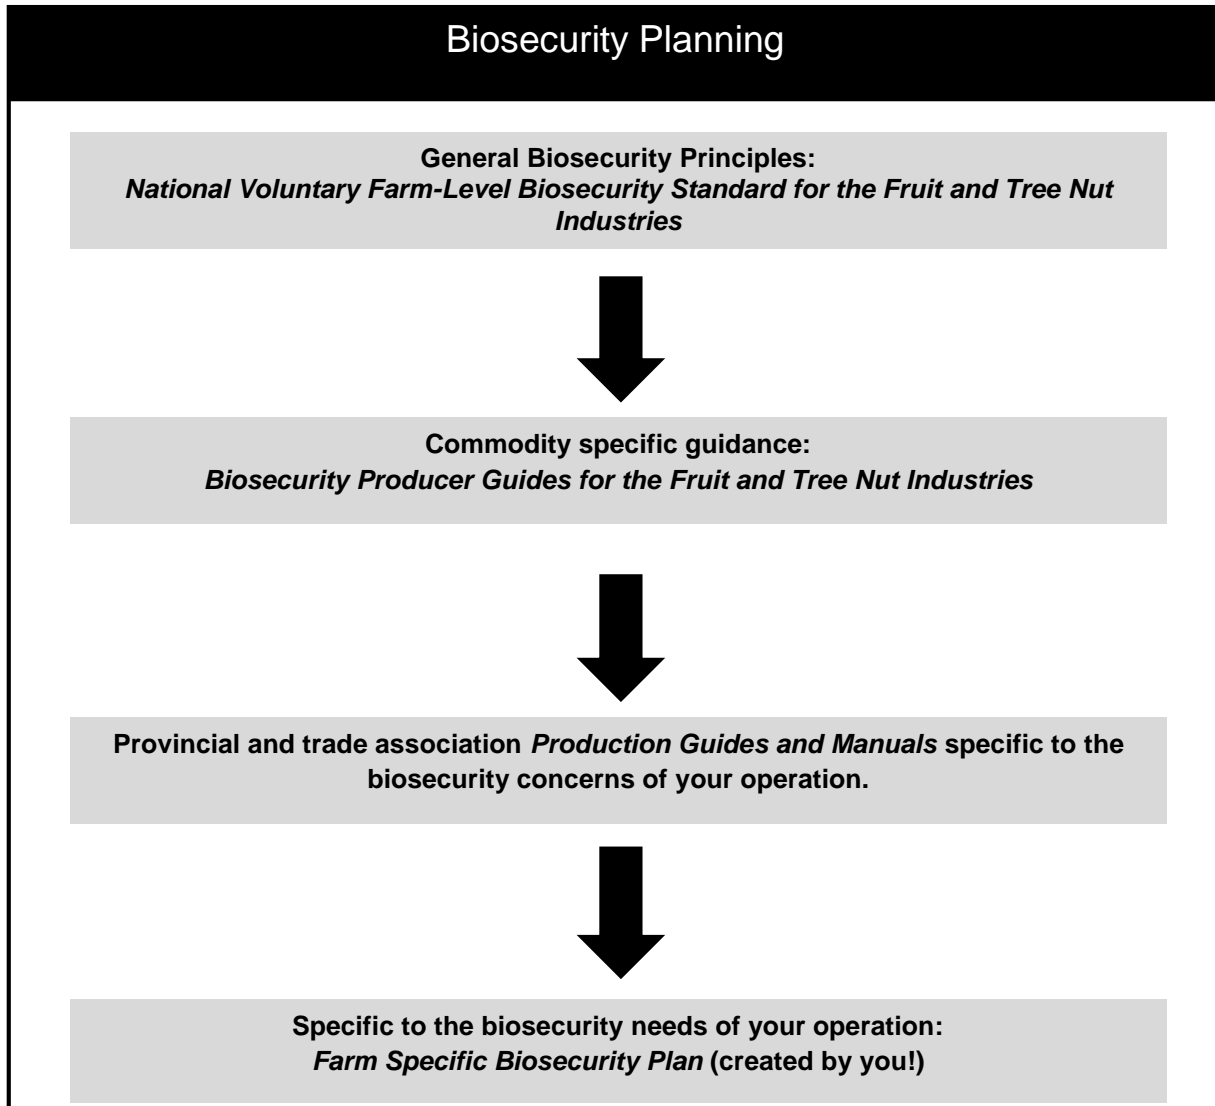 Biosecurity Planning
General Biosecurity Principles:
National Voluntary Farm-Level Biosecurity Standard for the Fruit and Tree Nut
Industries
Commodity specific guidance:
Biosecurity Producer Guides for the Fruit and Tree Nut Industries
Provincial and trade association Production Guides and Manuals specific to the
biosecurity concerns of your operation.
Specific to the biosecurity needs of your operation:
Farm Specific Biosecurity Plan (created by you!)